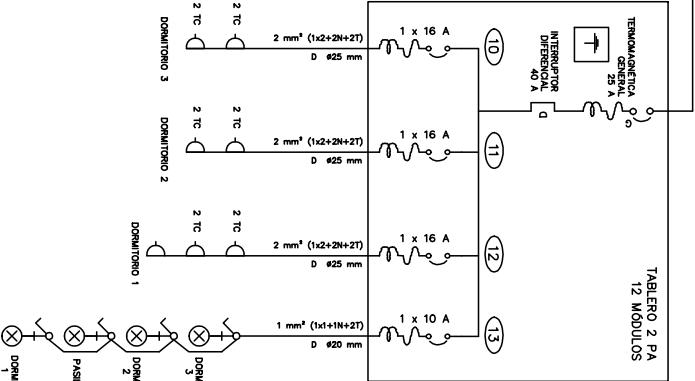 TABLERO 2 PA
12 MÓDULOS
TERMOMAGNÉTICA
GENERAL
25 A
G
INTERRUPTOR
DIFERENCIAL
40 A
D
10
1 x 16 A
2 mm² (1x2+2N+2T)
D ø25 mm
2 TC
2 TC
DORMITORIO 3
11
1 x 16 A
2 mm² (1x2+2N+2T)
D ø25 mm
2 TC
2 TC
DORMITORIO 2
12
1 x 16 A
2 mm² (1x2+2N+2T)
D ø25 mm
2 TC
2 TC
DORMITORIO 1
13
1 x 10 A
1 mm² (1x1+1N+2T)
D ø20 mm
DORM
3
DORM
2
PASI
DORM
1